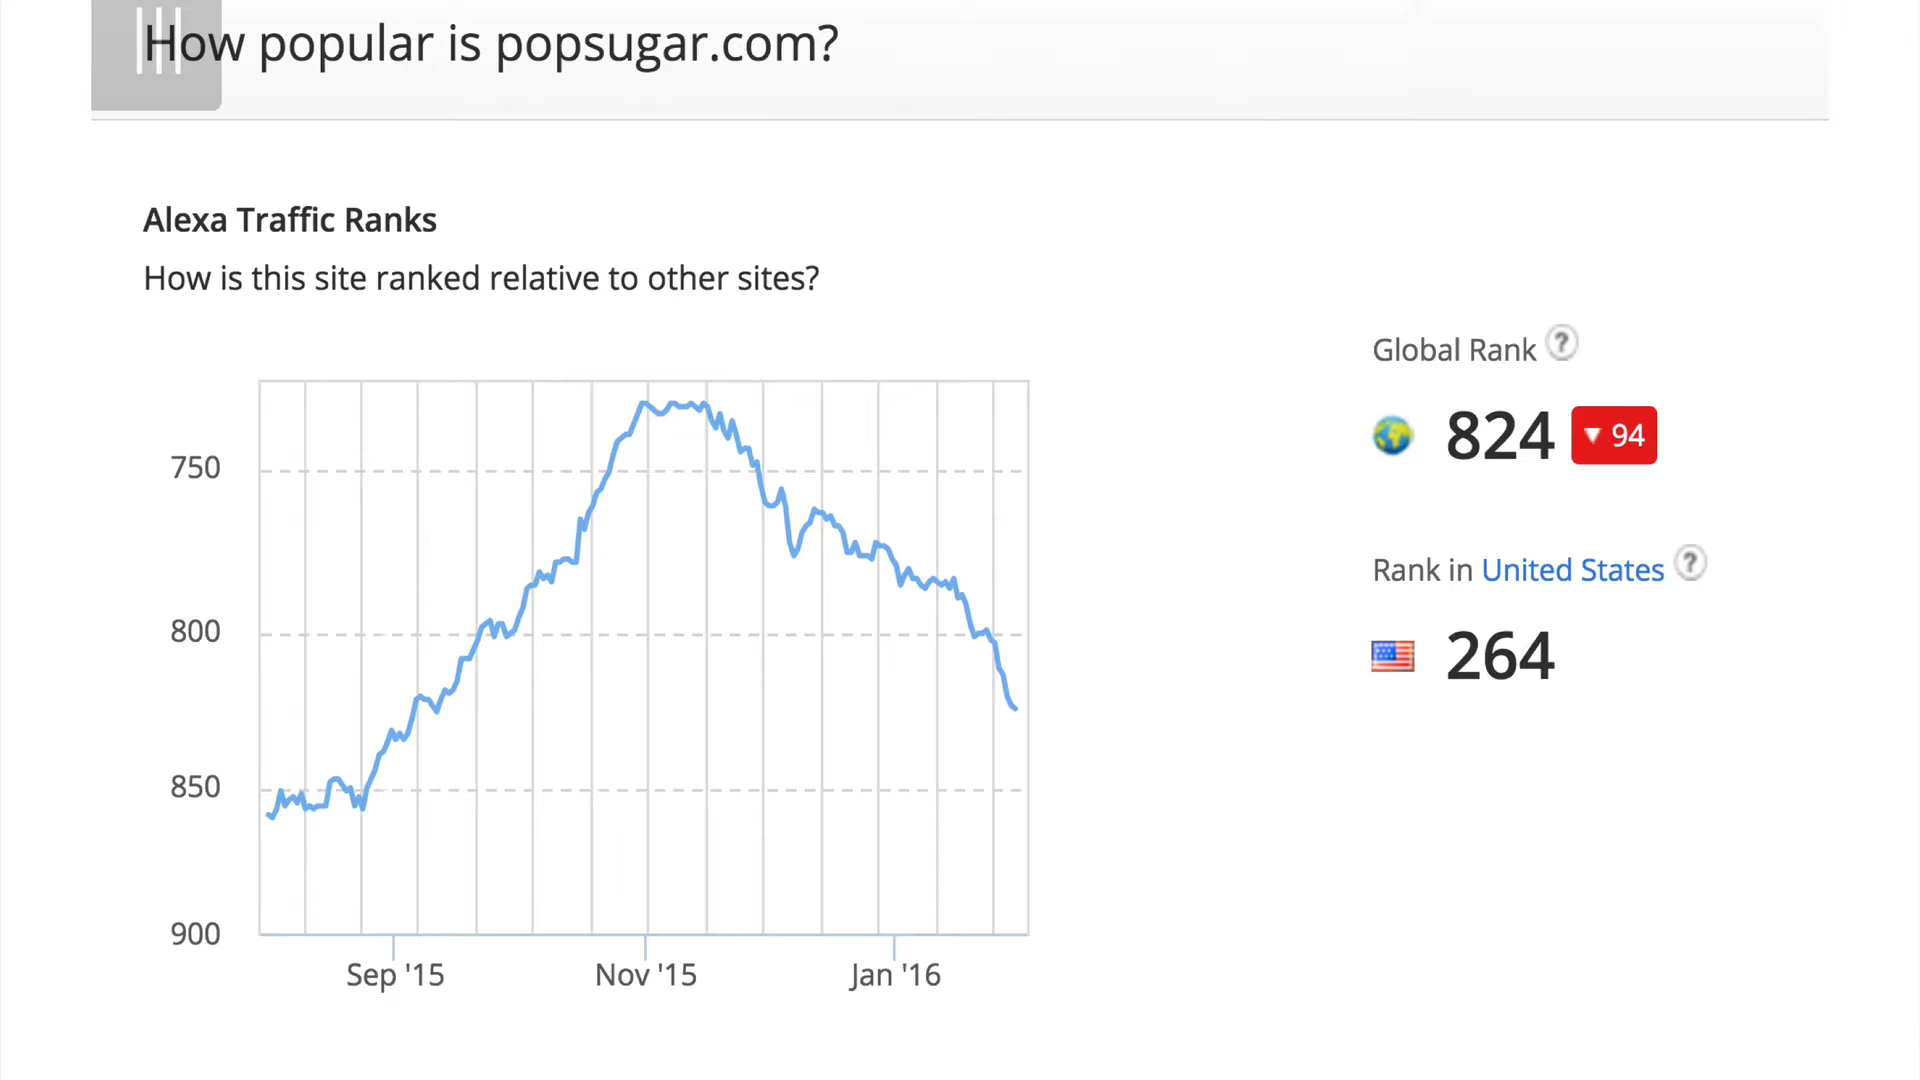 How popular is popsugar.com?
Alexa Traffic Ranks
How is this site ranked relative to other sites?
Global Rank ?
824 ▼ 94
Rank in United States ?
264
750
800
850
900
Sep '15 Nov '15 Jan '16